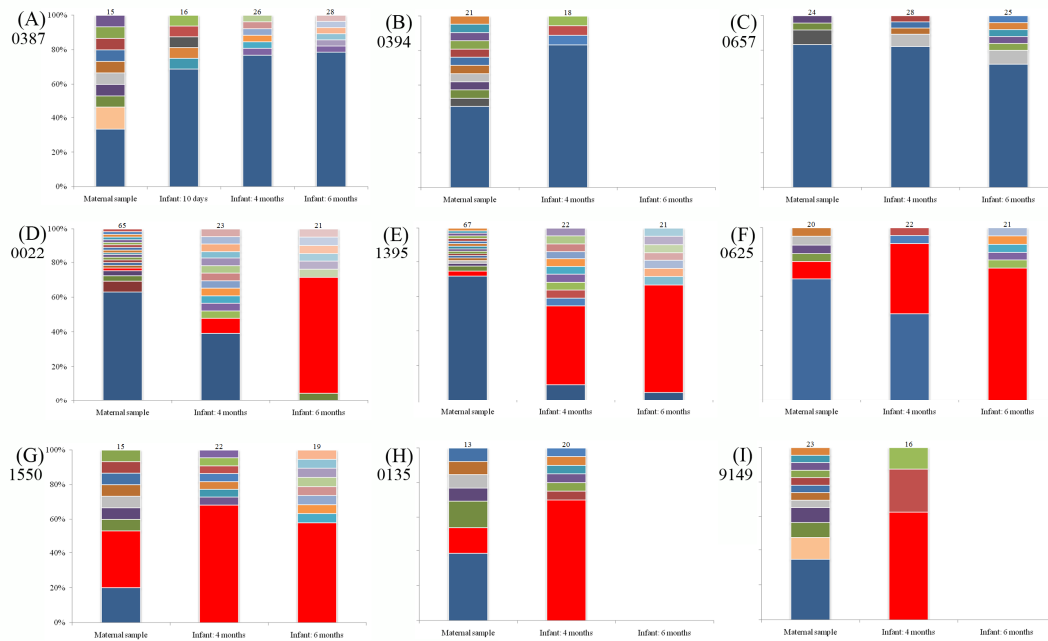 (A)
0387
15
16
26
28
100%
80%
60%
40%
20%
0%
Maternal sample
Infant: 10 days
Infant: 4 months
Infant: 6 months
(B)
0394
21
18
Maternal sample
Infant: 4 months
Infant: 6 months
(C)
0657
24
28
25
Maternal sample
Infant: 4 months
Infant: 6 months
(D)
0022
65
23
21
100%
80%
60%
40%
20%
0%
Maternal sample
Infant: 4 months
Infant: 6 months
(E)
1395
67
22
21
Maternal sample
Infant: 4 months
Infant: 6 months
(F)
0625
20
22
21
Maternal sample
Infant: 4 months
Infant: 6 months
(G)
1550
15
22
19
100%
80%
60%
40%
20%
0%
Maternal sample
Infant: 4 months
Infant: 6 months
(H)
0135
13
20
Maternal sample
Infant: 4 months
Infant: 6 months
(I)
9149
23
16
Maternal sample
Infant: 4 months
Infant: 6 months